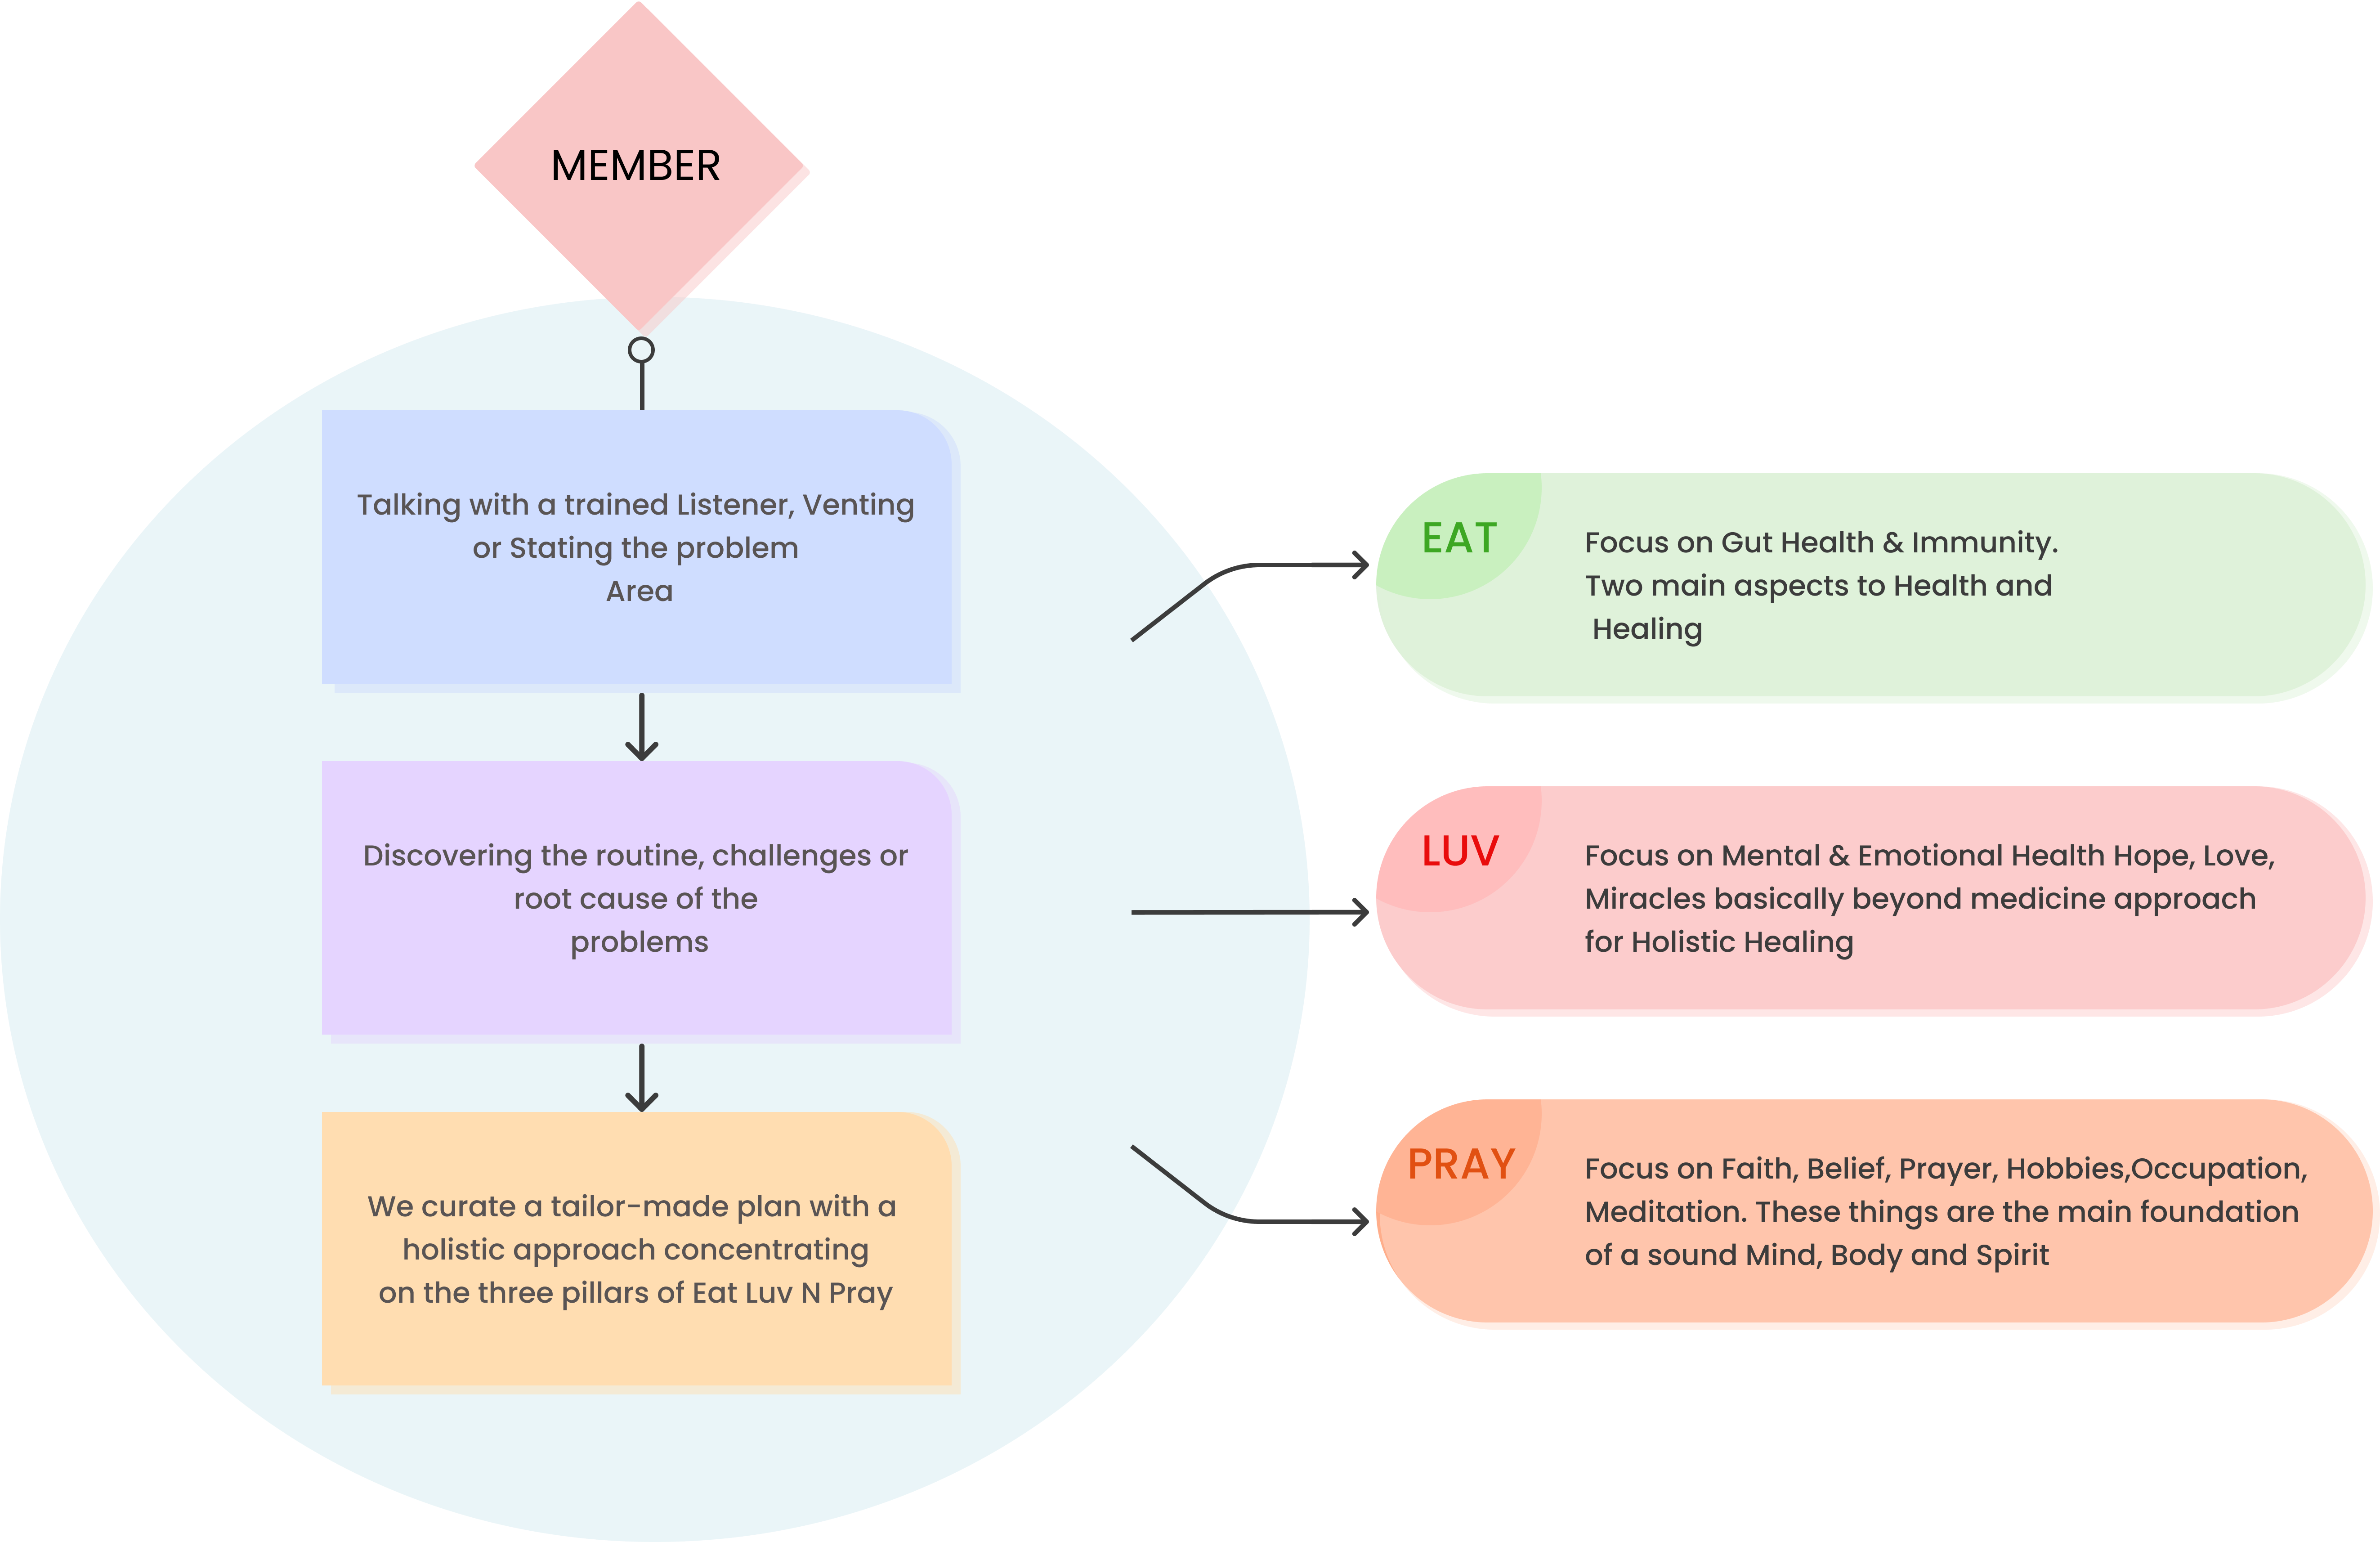 MEMBER
Talking with a trained Listener, Venting
or Stating the problem
Area
Discovering the routine, challenges or
root cause of the
problems
We curate a tailor-made plan with a
holistic approach concentrating
on the three pillars of Eat Luv N Pray
EAT
Focus on Gut Health & Immunity.
Two main aspects to Health and
Healing
LUV
Focus on Mental & Emotional Health Hope, Love,
Miracles basically beyond medicine approach
for Holistic Healing
PRAY
Focus on Faith, Belief, Prayer, Hobbies,Occupation,
Meditation. These things are the main foundation
of a sound Mind, Body and Spirit